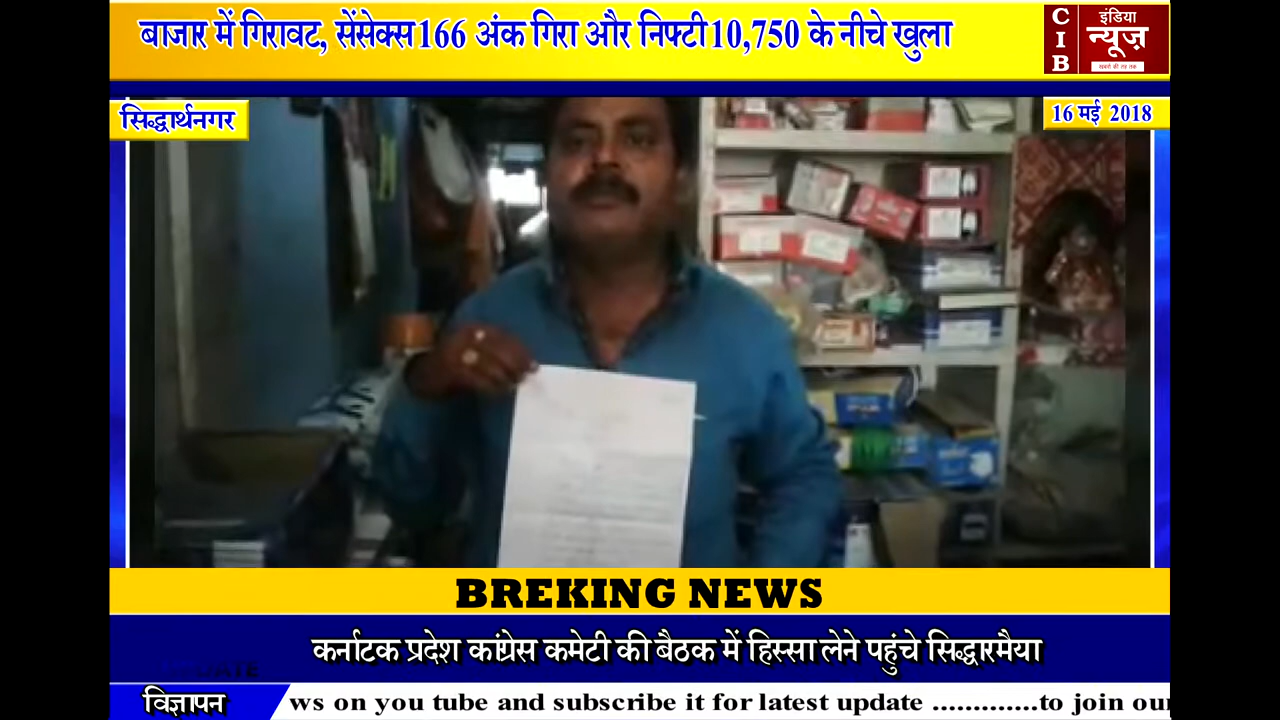 बाजार में गिरावट, सेंसेक्स 166 अंक गिरा और निफ्टी 10,750 के नीचे खुला
CIB
इंडिया
न्यूज़
सिद्धार्थनगर
16 मई 2018
BREKING NEWS
कर्नाटक प्रदेश कांग्रेस कमेटी की बैठक में हिस्सा लेने पहुंचे सिद्धारमैया
विज्ञापन
ws on you tube and subscribe it for latest update .............to join our